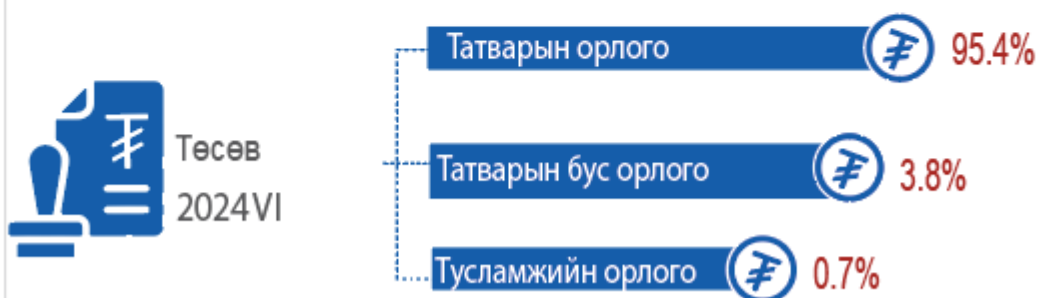 Төсөв
2024VI
Татварын орлого 95.4%
Татварын бус орлого 3.8%
Тусламжийн орлого 0.7%